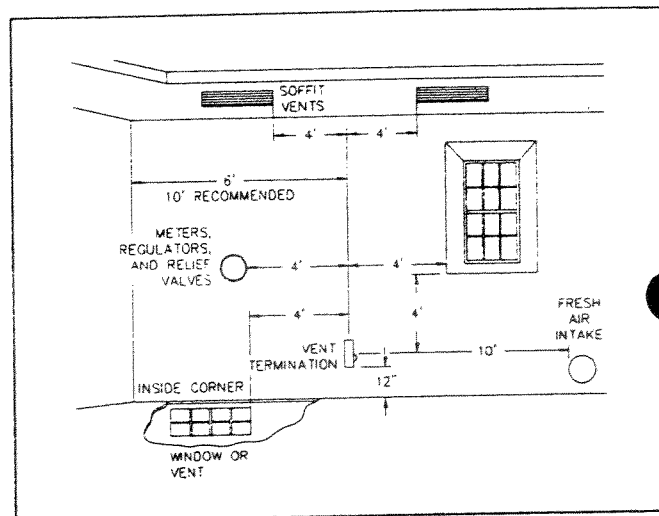 SOFFIT
VENTS
4'
4'
6"
10' RECOMMENDED
METERS,
REGULATORS,
AND RELIEF
VALVES
4'
4'
4'
4'
FRESH
AIR
INTAKE
VENT
TERMINATION
10'
12"
INSIDE CORNER
WINDOW OR
VENT